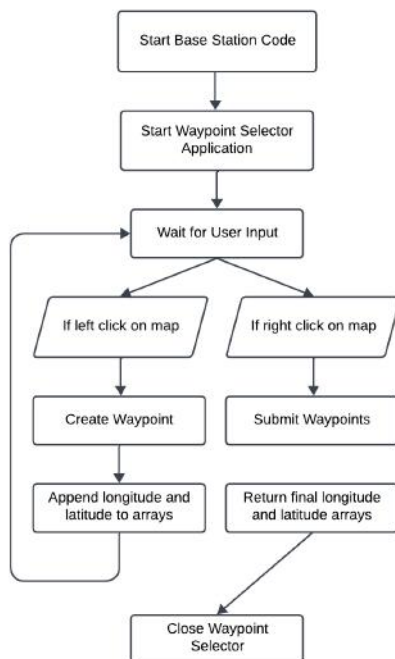 Start Base Station Code
Start Waypoint Selector
Application
Wait for User Input
If left click on map
If right click on map
Create Waypoint
Submit Waypoints
Append longitude and
latitude to arrays
Return final longitude
and latitude arrays
Close Waypoint
Selector